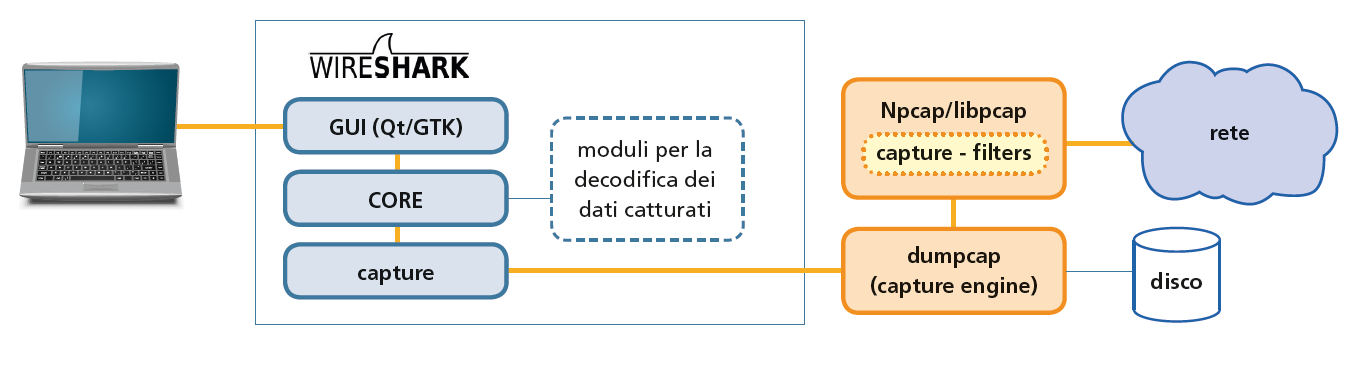 WIRESHARK
GUI (Qt/GTK)
CORE
capture
moduli per la
decodifica dei
dati catturati
Npcap/libpcap
capture - filters
dumpcap
(capture engine)
rete
disco